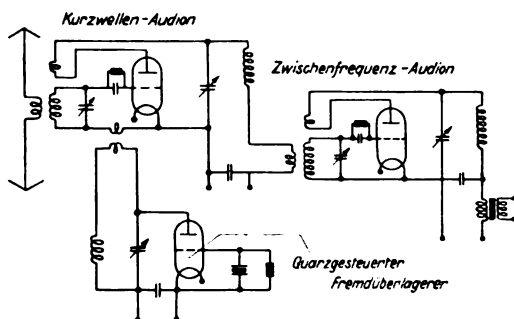 Kurzwellen-Audion
Zwischenfrequenz-Audion
Quarzgesteuerter
Fremdüberlagerer